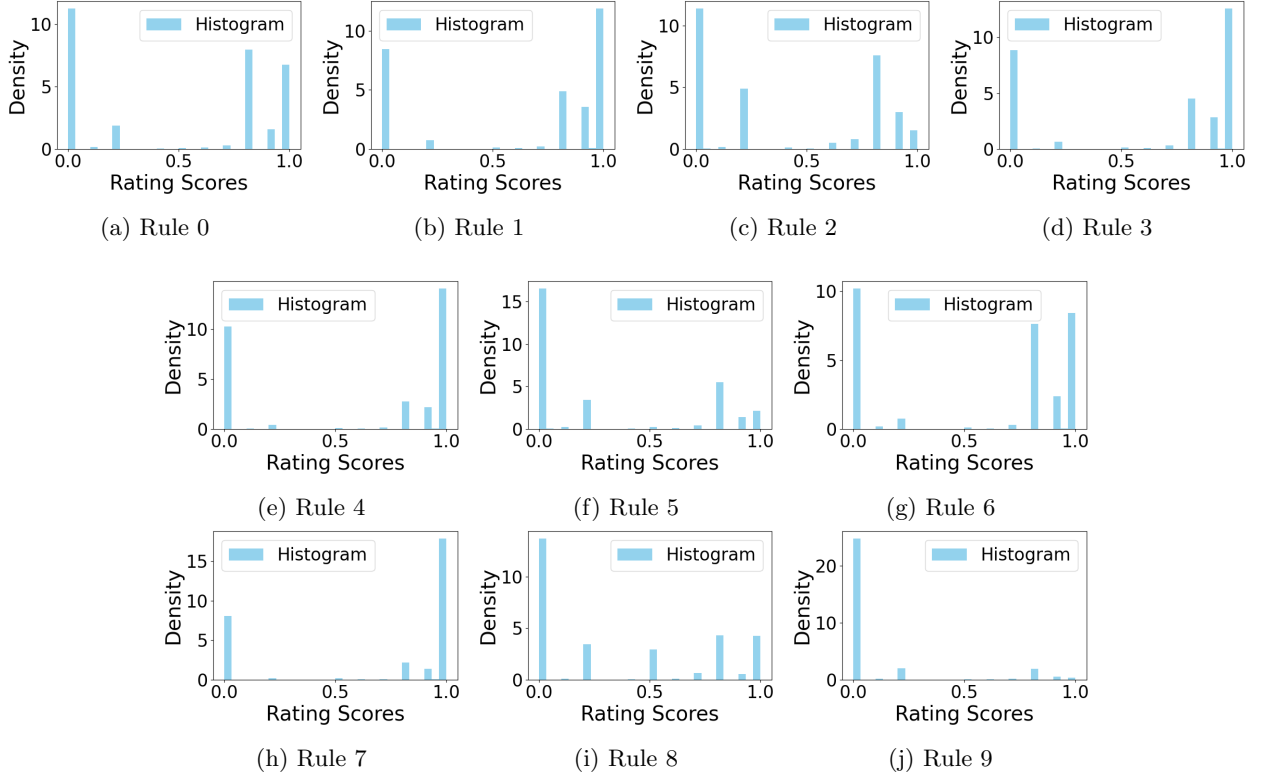 Histogram
Density
10
5
0
0.0 0.5 1.0
Rating Scores
(a) Rule 0
Histogram
Density
10
5
0
0.0 0.5 1.0
Rating Scores
(b) Rule 1
Histogram
Density
10
5
0
0.0 0.5 1.0
Rating Scores
(c) Rule 2
Histogram
Density
10
5
0
0.0 0.5 1.0
Rating Scores
(d) Rule 3
Histogram
Density
10
5
0
0.0 0.5 1.0
Rating Scores
(e) Rule 4
Histogram
Density
15
10
5
0
0.0 0.5 1.0
Rating Scores
(f) Rule 5
Histogram
Density
10
5
0
0.0 0.5 1.0
Rating Scores
(g) Rule 6
Histogram
Density
15
10
5
0
0.0 0.5 1.0
Rating Scores
(h) Rule 7
Histogram
Density
10
5
0
0.0 0.5 1.0
Rating Scores
(i) Rule 8
Histogram
Density
20
10
0
0.0 0.5 1.0
Rating Scores
(j) Rule 9